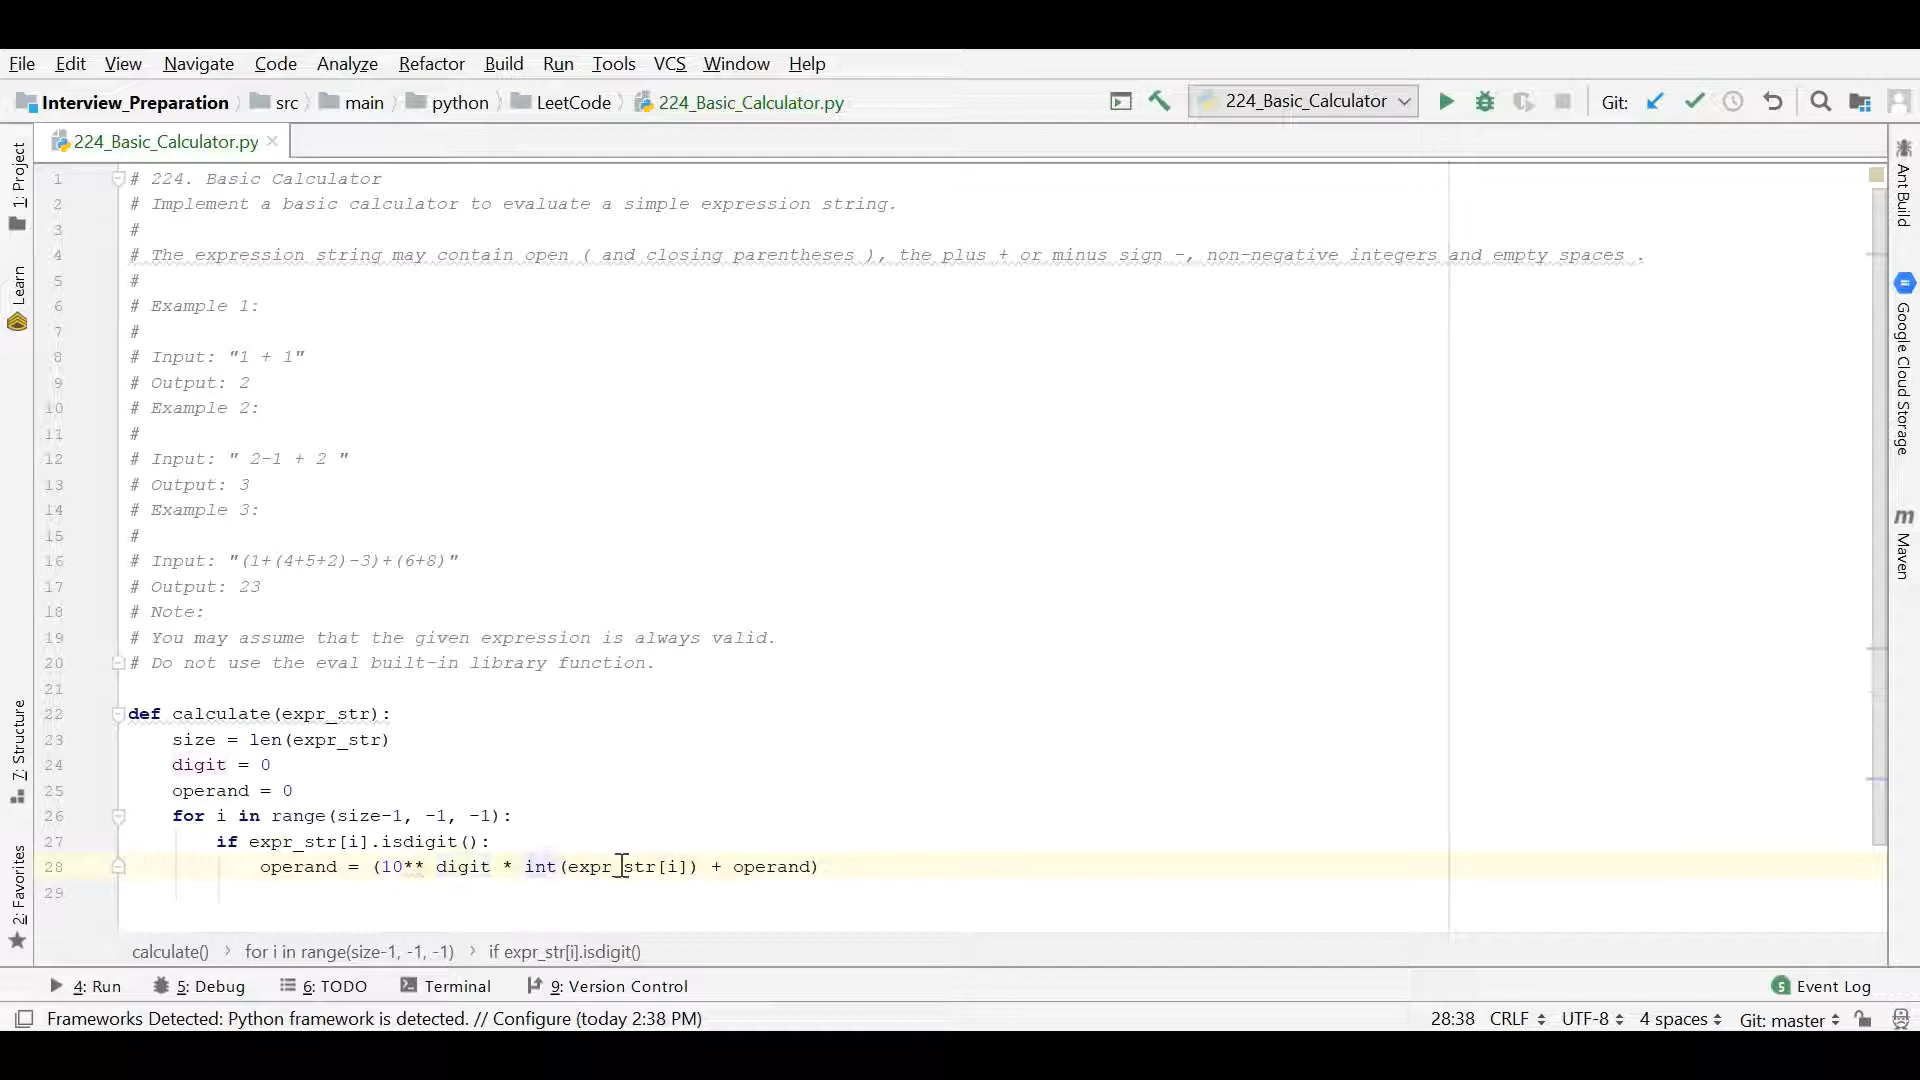 File Edit View Navigate Code Analyze Refactor Build Run Tools VCS Window Help
Interview_Preparation src main python LeetCode 224_Basic_Calculator.py 224_Basic_Calculator Git:
224_Basic_Calculator.py
1: Project
Learn
7: Structure
2: Favorites
1 # 224. Basic Calculator
2 # Implement a basic calculator to evaluate a simple expression string.
3 #
4 # The expression string may contain open ( and closing parentheses ), the plus + or minus sign -, non-negative integers and empty spaces .
5 #
6 # Example 1:
7 #
8 # Input: "1 + 1"
9 # Output: 2
10 # Example 2:
11 #
12 # Input: " 2-1 + 2 "
13 # Output: 3
14 # Example 3:
15 #
16 # Input: "(1+(4+5+2)-3)+(6+8)"
17 # Output: 23
18 # Note:
19 # You may assume that the given expression is always valid.
20 # Do not use the eval built-in library function.
21
22 def calculate(expr_str):
23 size = len(expr_str)
24 digit = 0
25 operand = 0
26 for i in range(size-1, -1, -1):
27 if expr_str[i].isdigit():
28 operand = (10** digit * int(expr_str[i]) + operand)
29
Ant Build
Google Cloud Storage
m Maven
calculate() for i in range(size-1, -1, -1) if expr_str[i].isdigit()
4: Run 5: Debug 6: TODO Terminal 9: Version Control 5 Event Log
Frameworks Detected: Python framework is detected. // Configure (today 2:38 PM) 28:38 CRLF UTF-8 4 spaces Git: master